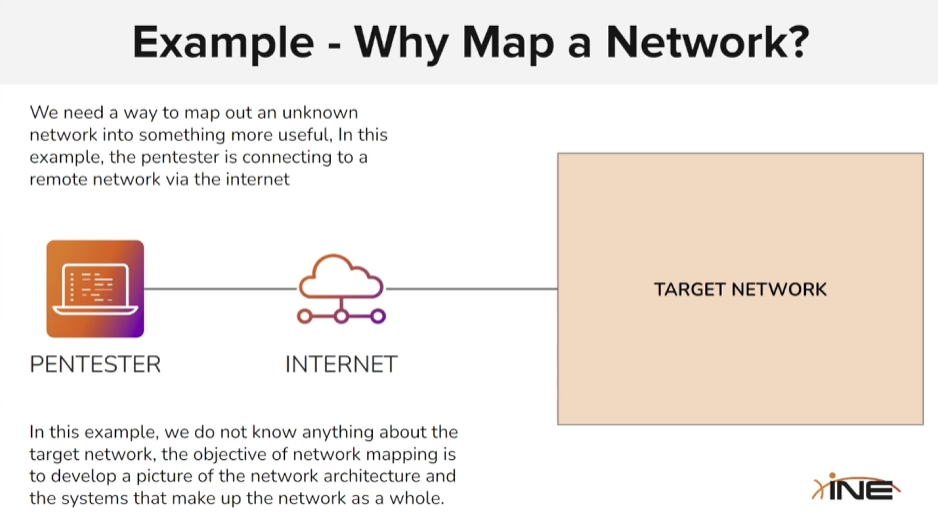 Example - Why Map a Network?
We need a way to map out an unknown
network into something more useful, In this
example, the pentester is connecting to a
remote network via the internet
PENTESTER
INTERNET
TARGET NETWORK
In this example, we do not know anything about the
target network, the objective of network mapping is
to develop a picture of the network architecture and
the systems that make up the network as a whole.
INE